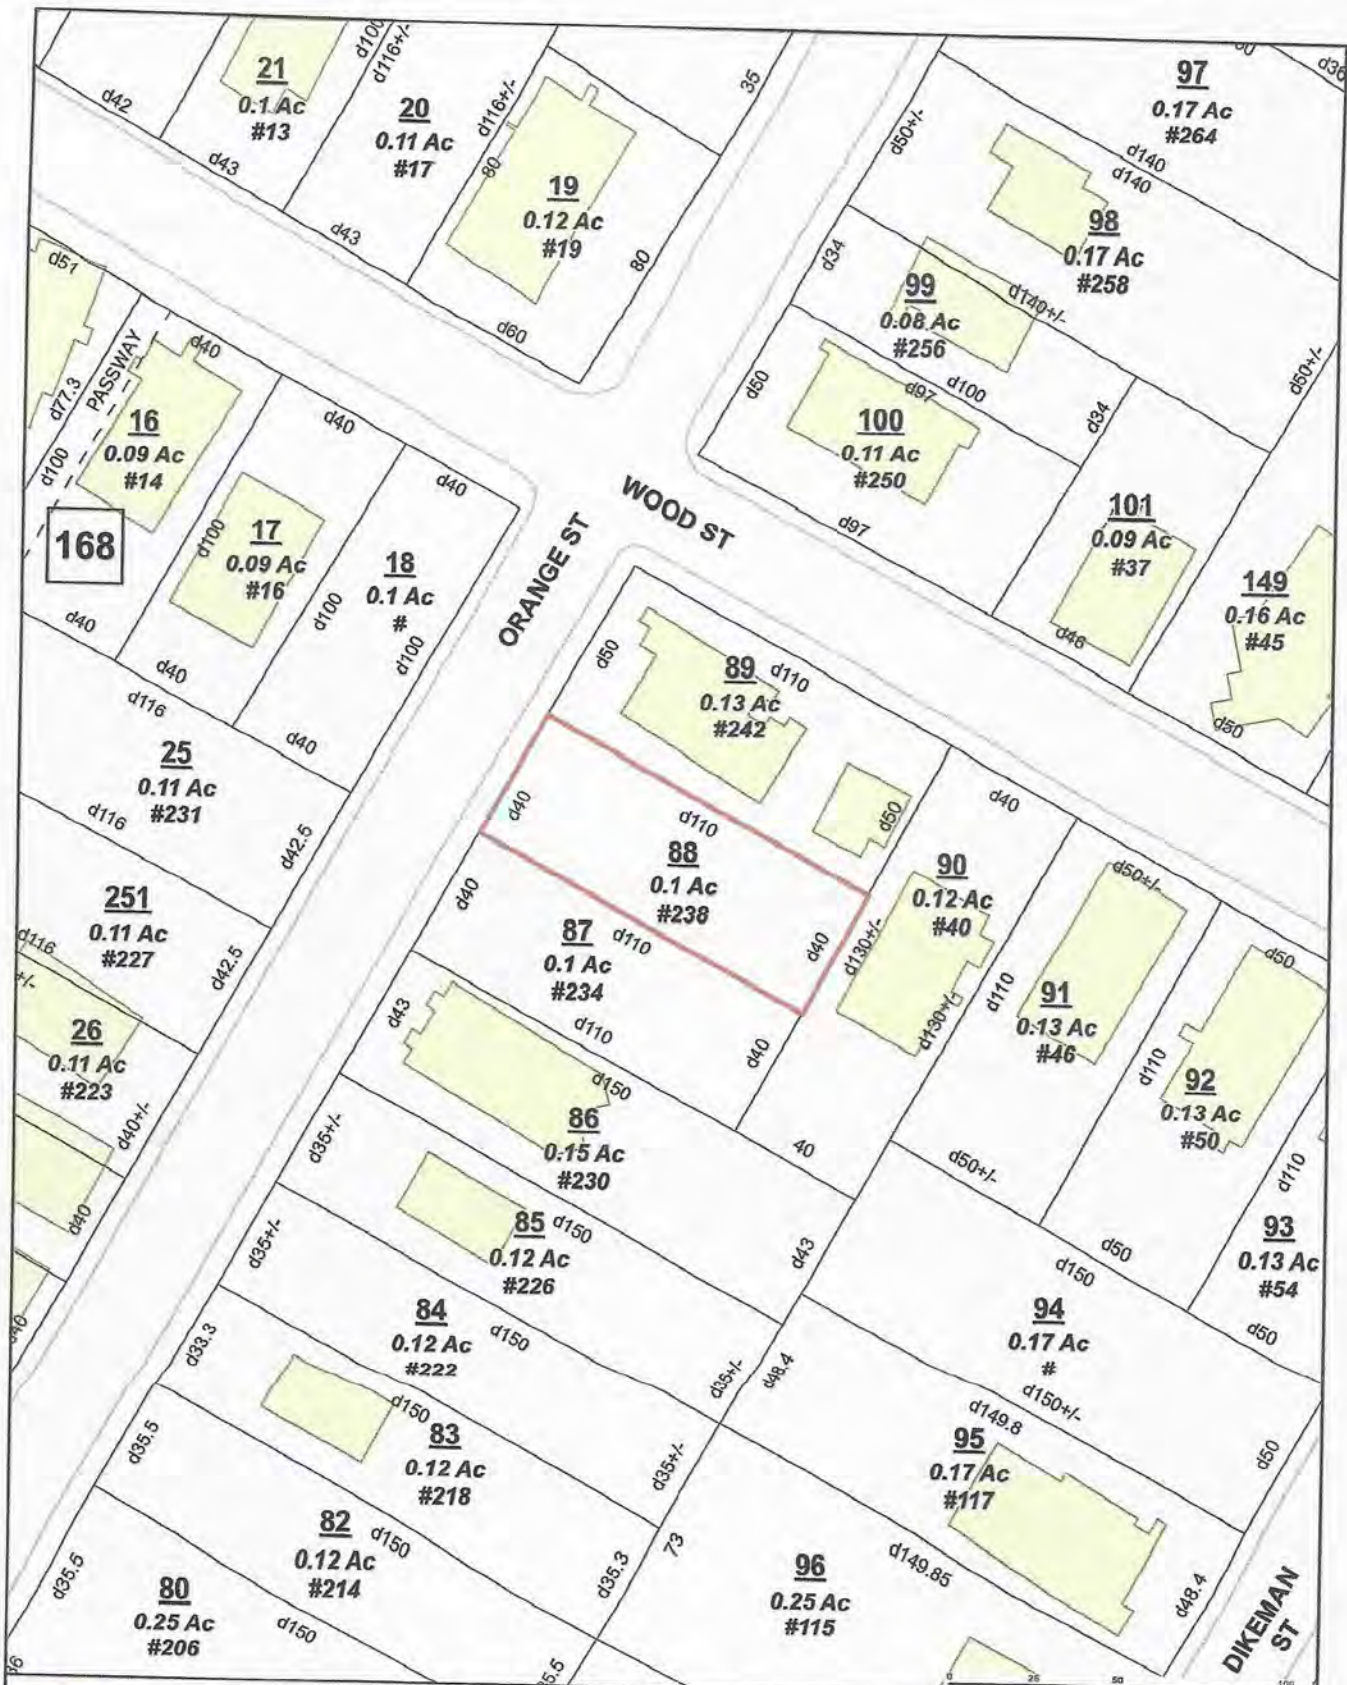 d42
21
0.1 Ac
#13
d43
d100
d116+/-
20
0.11 Ac
#17
d43
d116+/-
80
19
0.12 Ac
#19
35
80
d60
97
0.17 Ac
#264
d36
d50+/-
d140
d140
98
0.17 Ac
#258
d34
99
0.08 Ac
#256
d140+/-
d50+/-
d50
d97
d100
d34
100
0.11 Ac
#250
d97
101
0.09 Ac
#37
d46
149
0.16 Ac
#45
d50
d51
d77.3
PASSWAY
d40
16
0.09 Ac
#14
d100
168
d40
d40
d100
17
0.09 Ac
#16
d40
d40
d100
18
0.1 Ac
#
d100
d40
ORANGE ST
WOOD ST
d116
25
0.11 Ac
#231
d42.5
d116
251
0.11 Ac
#227
d42.5
d116
+/-
26
0.11 Ac
#223
d40+/-
d40
d50
89
0.13 Ac
#242
d110
d50
d40
d110
88
0.1 Ac
#238
d40
d40
87
0.1 Ac
#234
d110
d40
d130+/-
90
0.12 Ac
#40
d40
d130+/-
d110
d50+/-
91
0.13 Ac
#46
d110
d50
92
0.13 Ac
#50
d110
93
0.13 Ac
#54
d43
d110
d150
86
0.15 Ac
#230
40
d43
d50+/-
d50
d50
d35+/-
85
0.12 Ac
#226
d150
d35+/-
84
0.12 Ac
#222
d150
d35+/-
d48.4
d150
94
0.17 Ac
#
d150+/-
d50
d33.3
d150
83
0.12 Ac
#218
d35+/-
d149.8
95
0.17 Ac
#117
d48.4
d35.5
82
0.12 Ac
#214
d150
d35.3
73
96
0.25 Ac
#115
d149.85
d35.5
80
0.25 Ac
#206
d150
DIKEMAN
ST
0
25
50
100